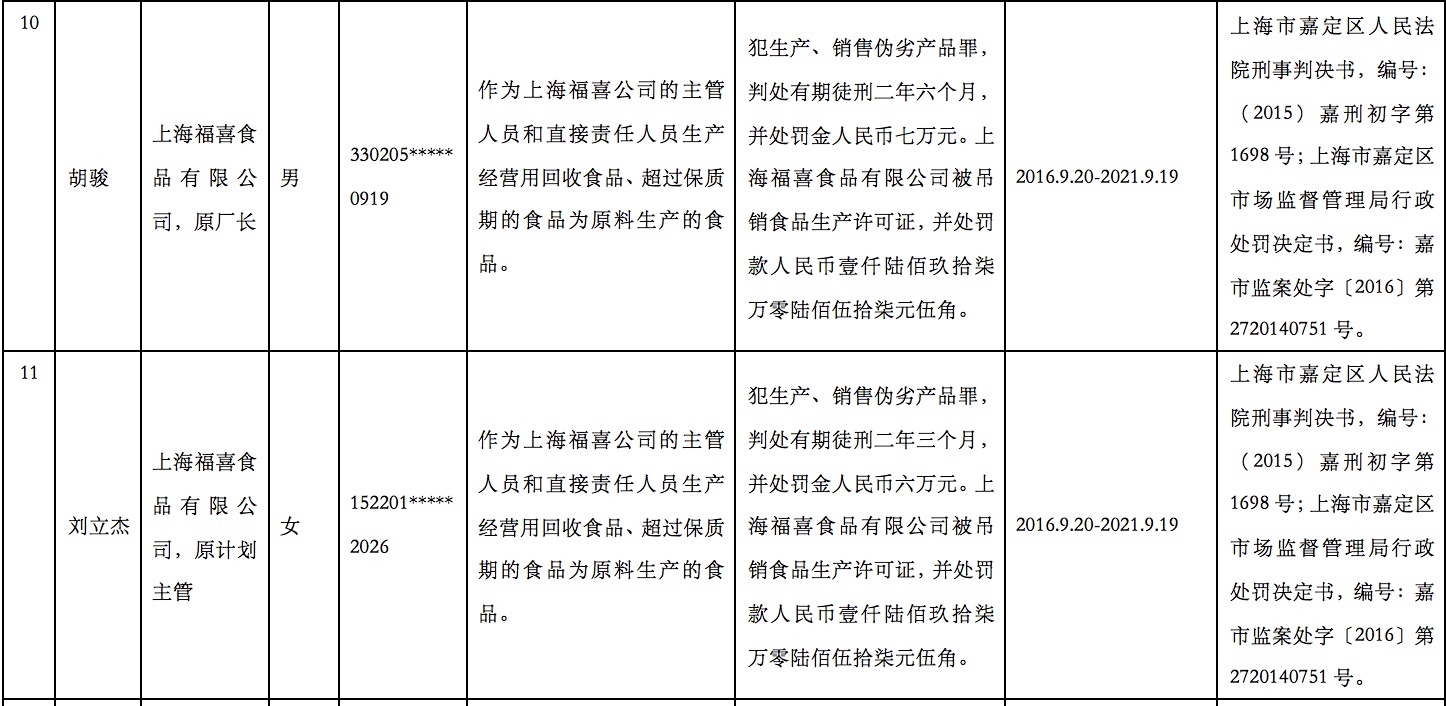 10
胡骏
上海福喜食
品有限公
司，原厂长
男
330205*****
0919
作为上海福喜公司的主管
人员和直接责任人员生产
经营用回收食品、超过保质
期的食品为原料生产的食
品。
犯生产、销售伪劣产品罪，
判处有期徒刑二年六个月，
并处罚金人民币七万元。上
海福喜食品有限公司被吊
销食品生产许可证，并处罚
款人民币壹仟陆佰玖拾柒
万零陆佰伍拾柒元伍角。
2016.9.20-2021.9.19
上海市嘉定区人民法
院刑事判决书，编号：
（2015）嘉刑初字第
1698号；上海市嘉定区
市场监督管理局行政
处罚决定书，编号：嘉
市监案处字〔2016〕第
2720140751号。
11
刘立杰
上海福喜食
品有限公
司，原计划
主管
女
152201*****
2026
作为上海福喜公司的主管
人员和直接责任人员生产
经营用回收食品、超过保质
期的食品为原料生产的食
品。
犯生产、销售伪劣产品罪，
判处有期徒刑二年三个月，
并处罚金人民币六万元。上
海福喜食品有限公司被吊
销食品生产许可证，并处罚
款人民币壹仟陆佰玖拾柒
万零陆佰伍拾柒元伍角。
2016.9.20-2021.9.19
上海市嘉定区人民法
院刑事判决书，编号：
（2015）嘉刑初字第
1698号；上海市嘉定区
市场监督管理局行政
处罚决定书，编号：嘉
市监案处字〔2016〕第
2720140751号。